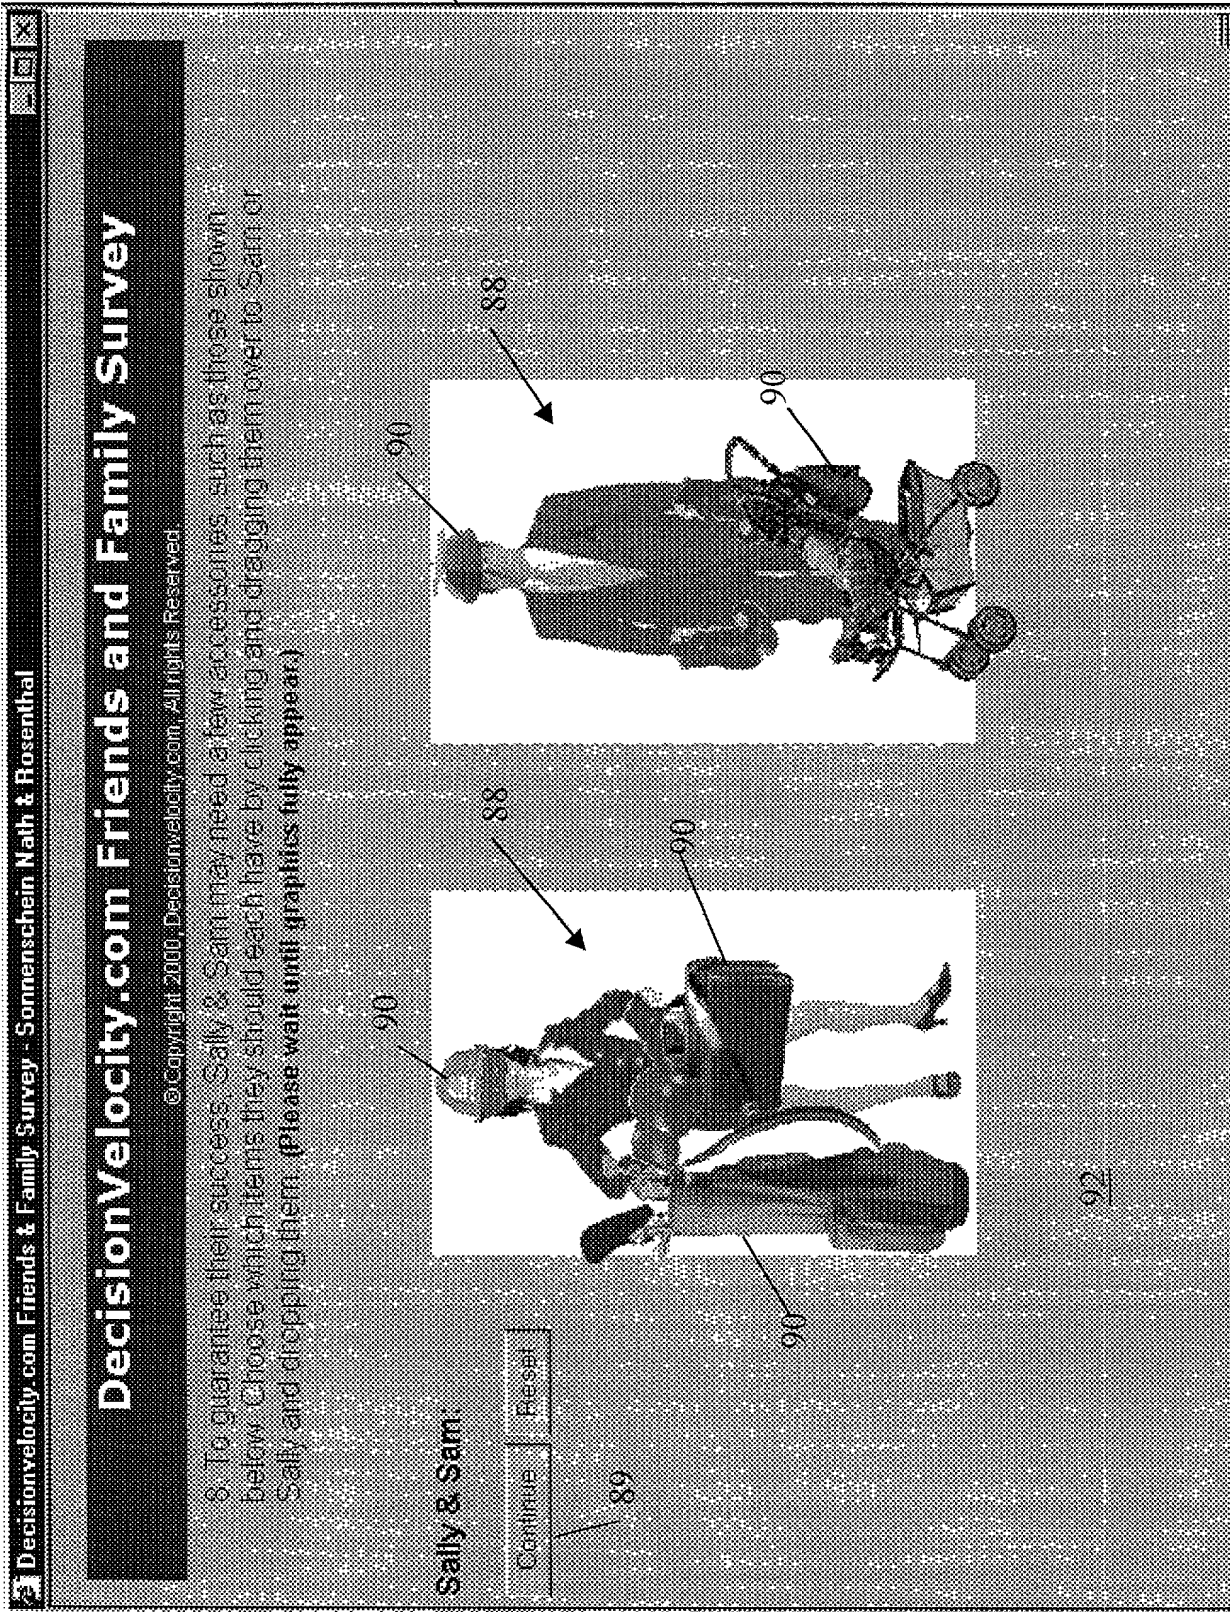 Decisionvelocity.com Friends & Family Survey - Sonnenschein Nath & Rosenthal
DecisionVelocity.com Friends and Family Survey
© Copyright 2000, Decisionvelocity.com, All rights Reserved
6. To guarantee their success, Sally & Sam may need a few accessories, such as those shown
below. Choose which items they should each have by clicking and dragging them over to Sam or
Sally and dropping them. (Please wait until graphics fully appear.)
Sally & Sam:
Continue Reset
89
90
88
90
90
90
88
90
92